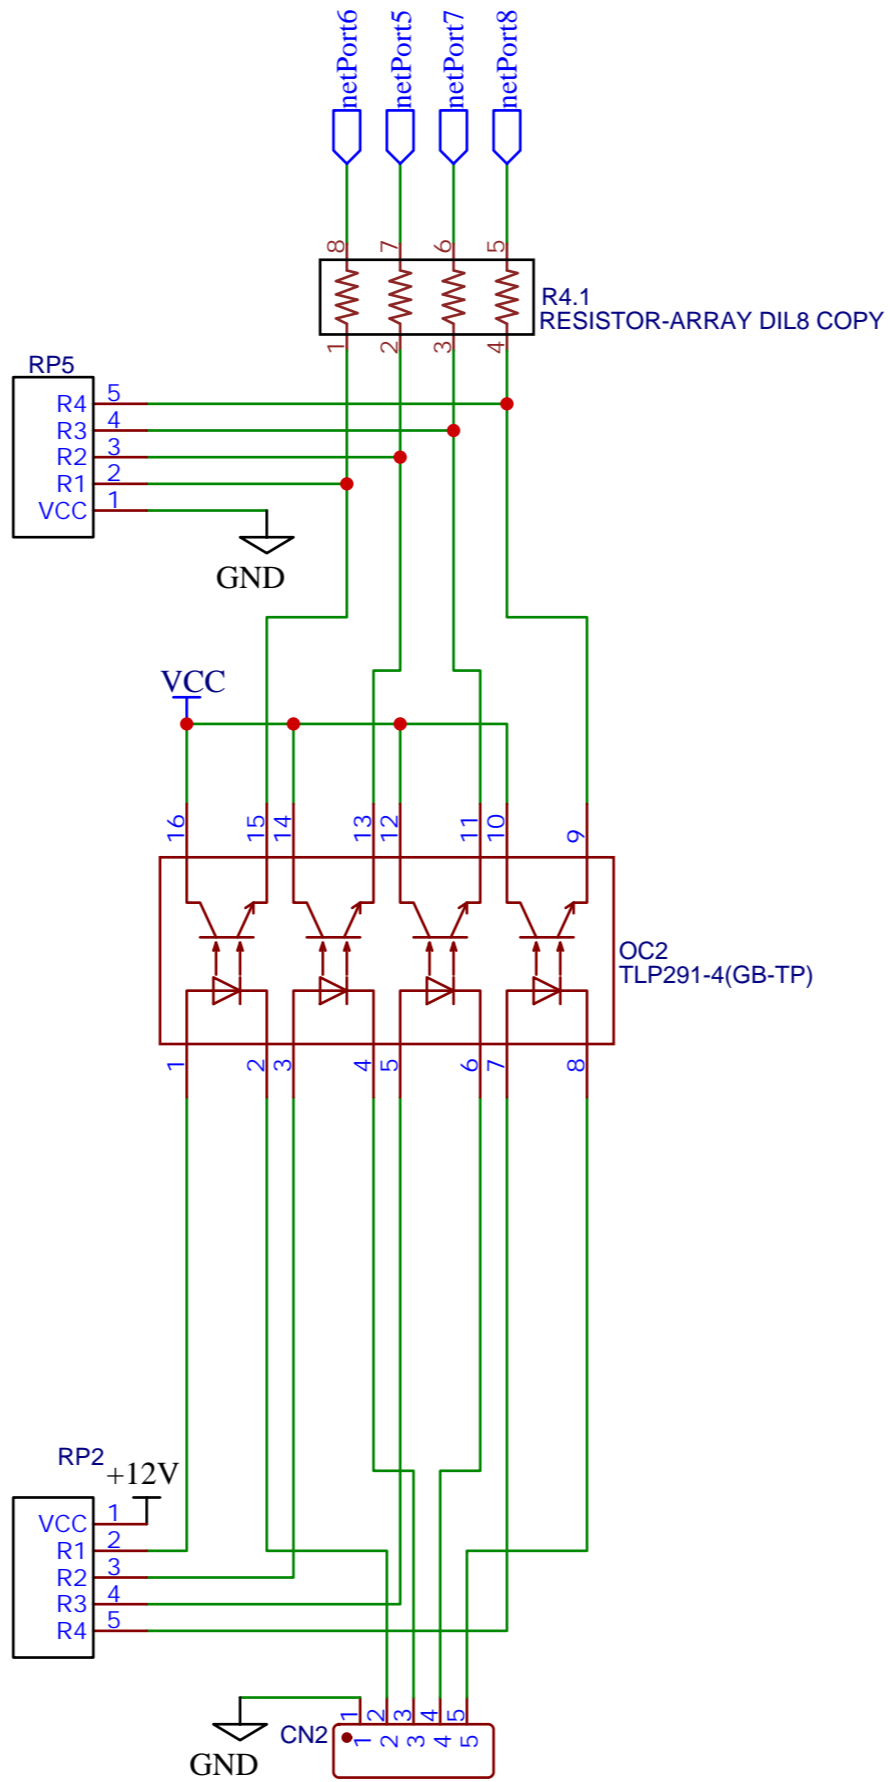 netPort6
netPort5
netPort7
netPort8
8
7
6
5
R4.1
RESISTOR-ARRAY DIL8 COPY
1
2
3
4
RP5
R4 5
R3 4
R2 3
R1 2
VCC 1
GND
VCC
16
15
14
13
12
11
10
9
OC2
TLP291-4(GB-TP)
1
2
3
4
5
6
7
8
RP2
+12V
VCC 1
R1 2
R2 3
R3 4
R4 5
1
2
3
4
5
CN2
1
2
3
4
5
GND